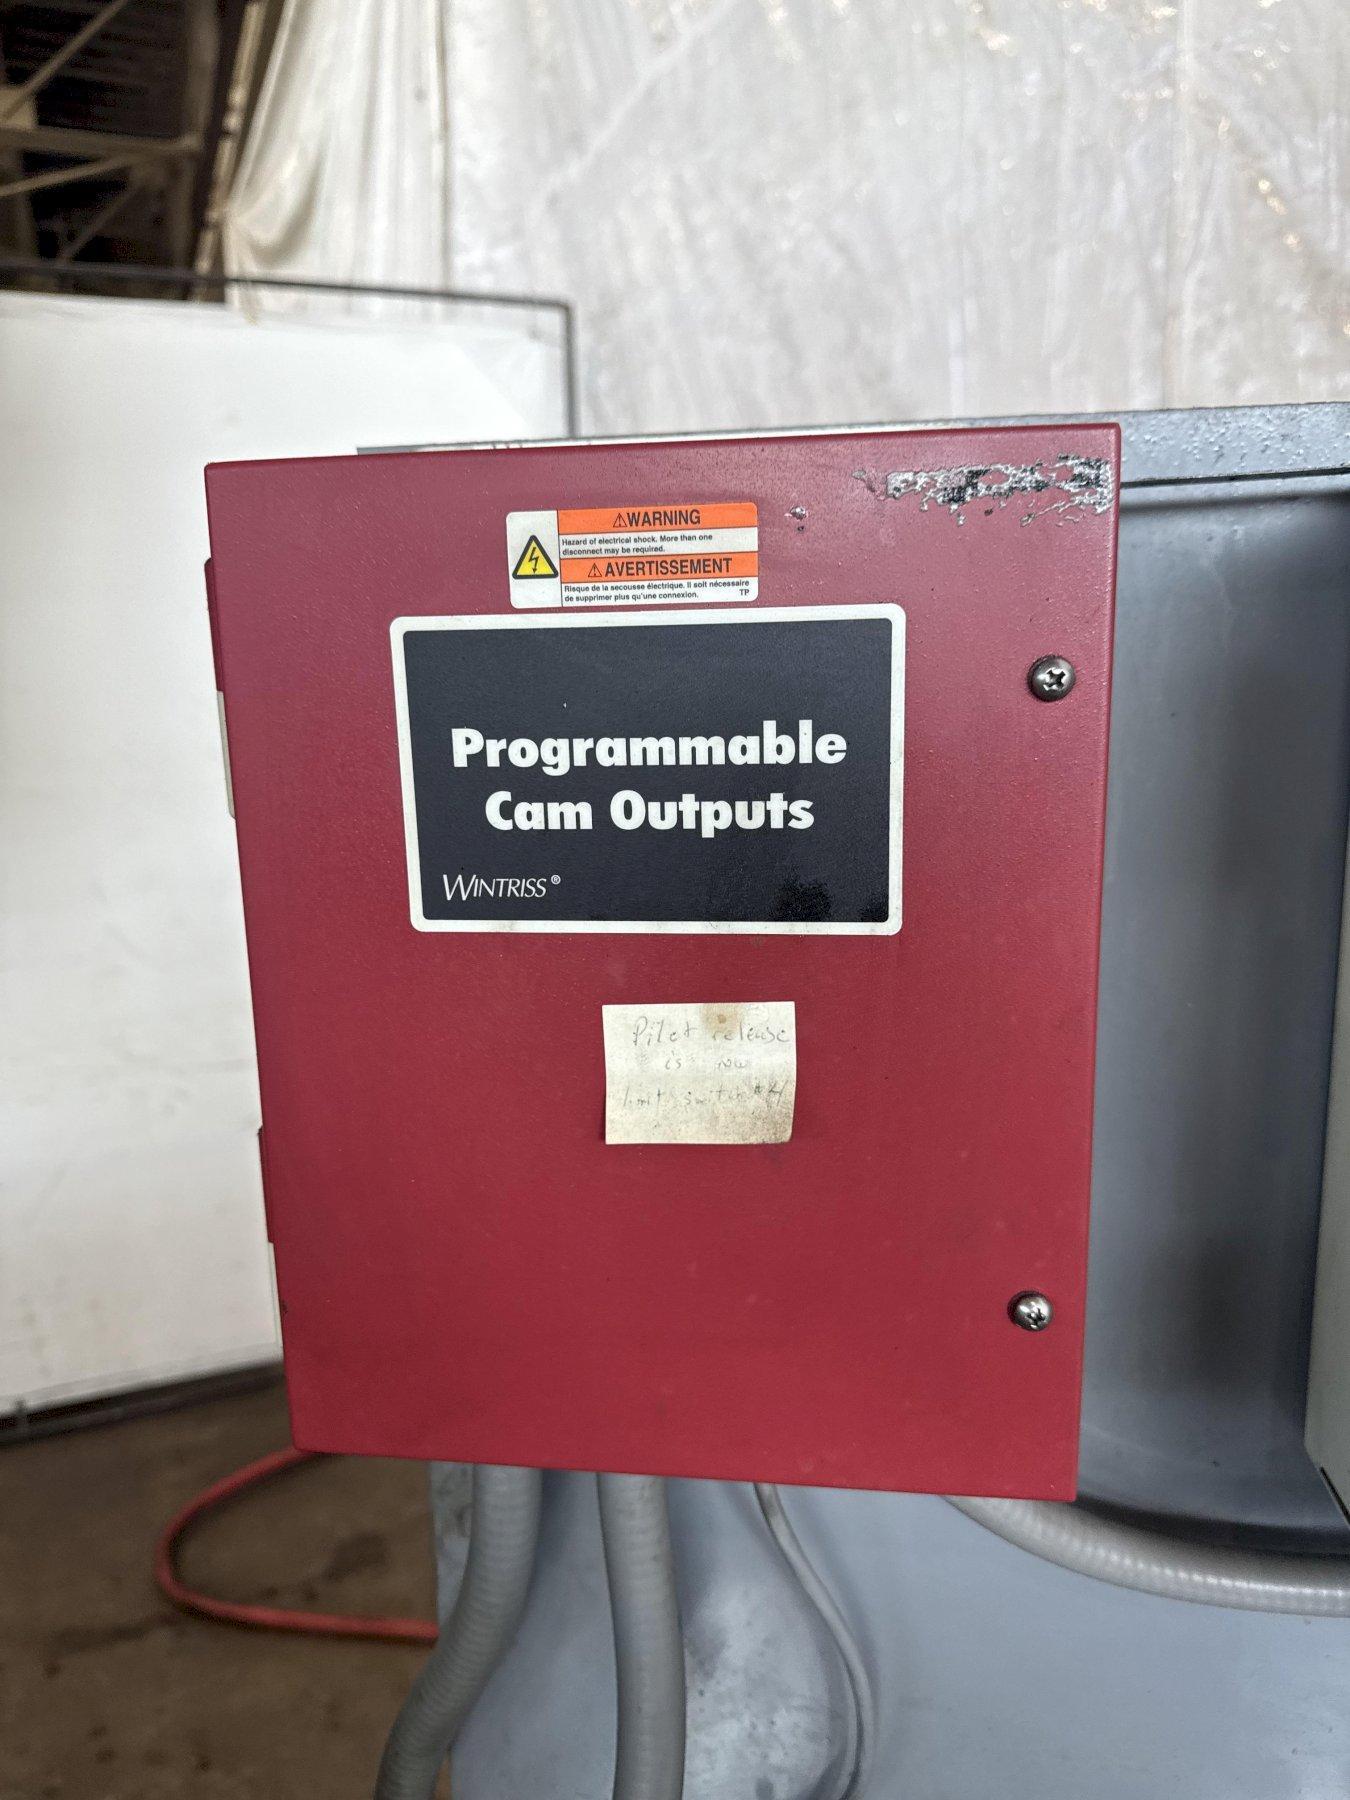 ⚠WARNING
Hazard of electrical shock. More than one
disconnect may be required.
⚠AVERTISSEMENT
Risque de la secousse électrique. Il soit nécessaire
de supprimer plus qu'une connexion. TP
Programmable
Cam Outputs
WINTRISS®
Pilot release
is now
limit switch #4